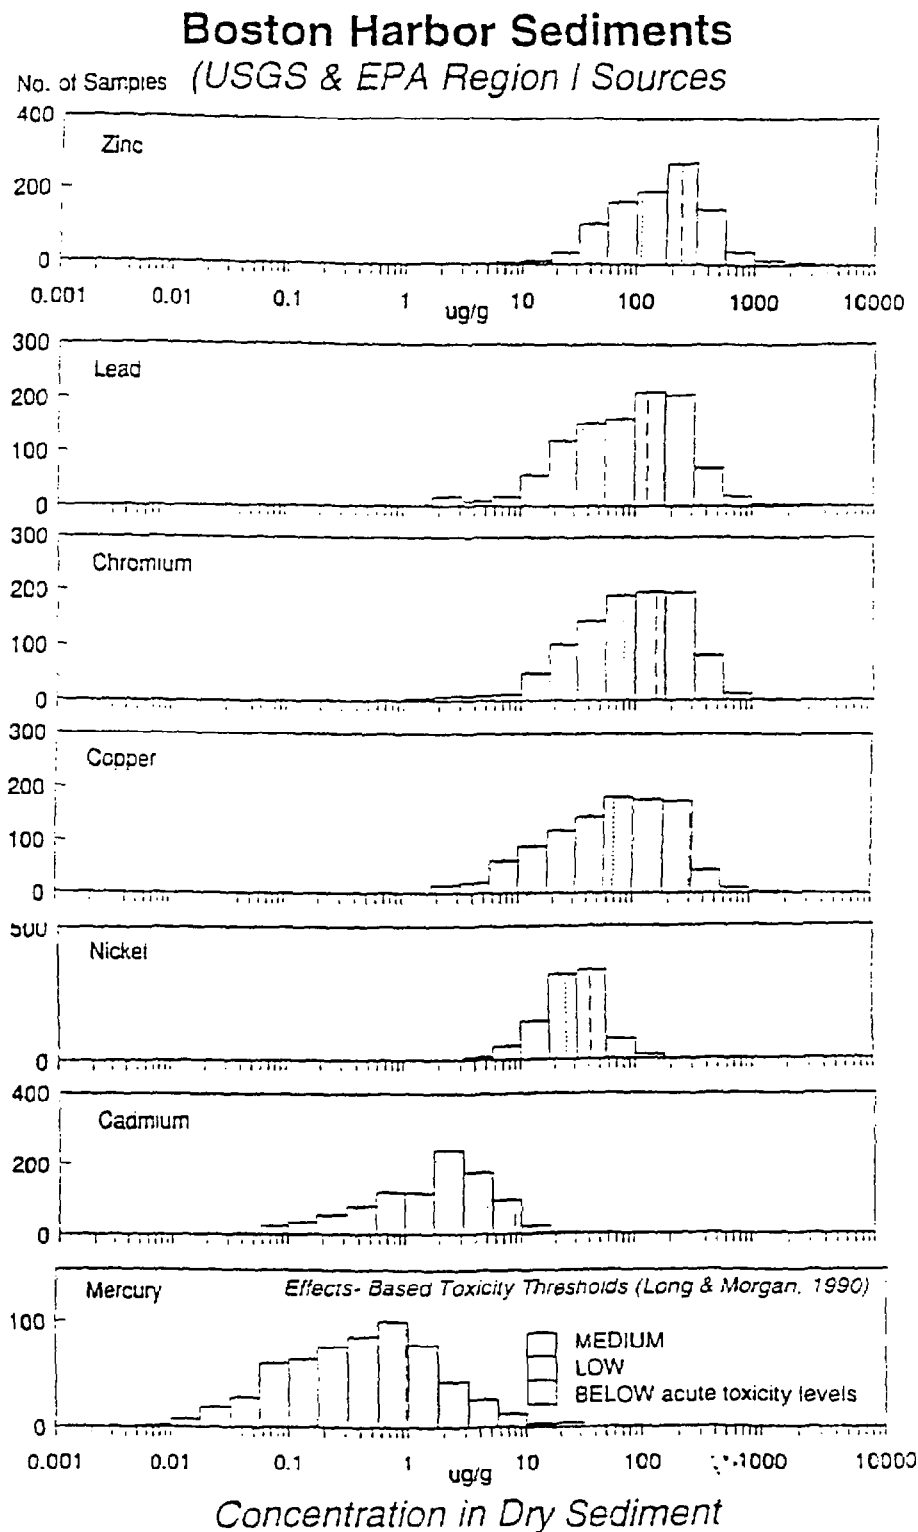 Boston Harbor Sediments
No. of Samples (USGS & EPA Region I Sources
400
Zinc
200
0
0.001 0.01 0.1 1 10 100 1000 10000
ug/g
300
Lead
200
100
0
300
Chromium
200
100
0
300
Copper
200
100
0
500
Nickel
0
400
Cadmium
200
0
Mercury Effects- Based Toxicity Thresholds (Long & Morgan, 1990)
100
MEDIUM
LOW
BELOW acute toxicity levels
0
0.001 0.01 0.1 1 10 100 1000 10000
ug/g
Concentration in Dry Sediment